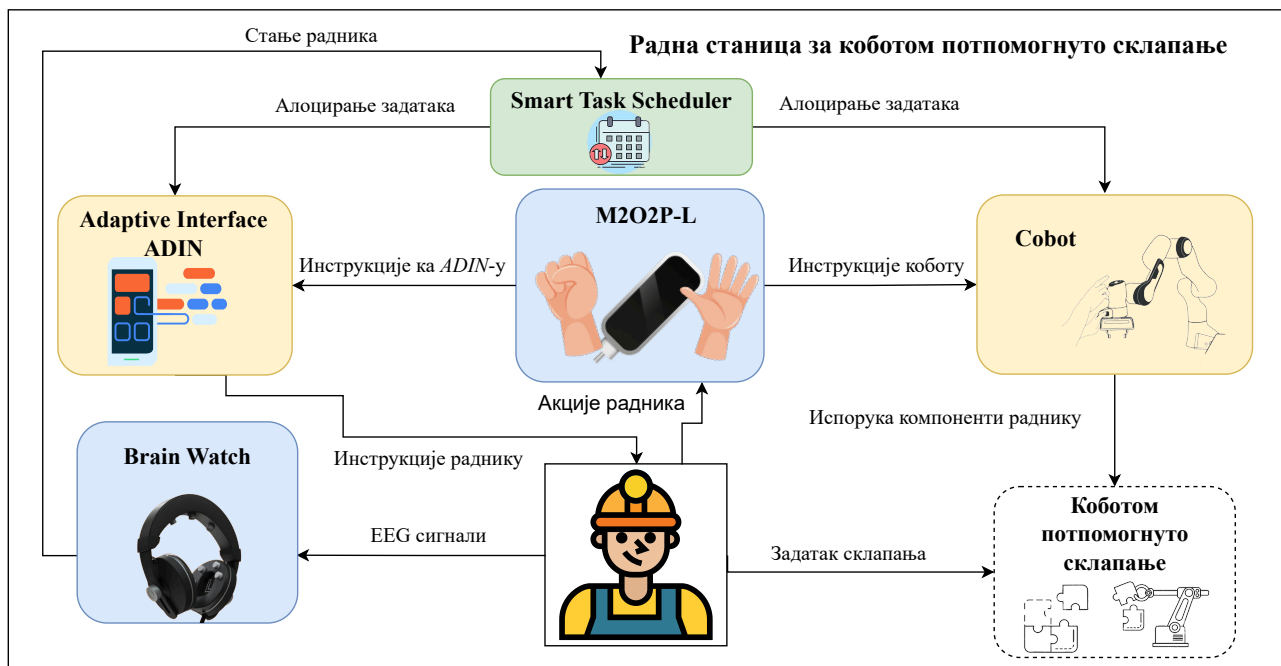 Стање радника
Радна станица за коботом потпомогнуто склапање
Smart Task Scheduler
Алоцирање задатака
Алоцирање задатака
Adaptive Interface
ADIN
M2O2P-L
Cobot
Инструкције ка ADIN-у
Инструкције коботу
Акције радника
Испорука компоненти раднику
Brain Watch
Инструкције раднику
EEG сигнали
Задатак склапања
Коботом
потпомогнуто
склапање